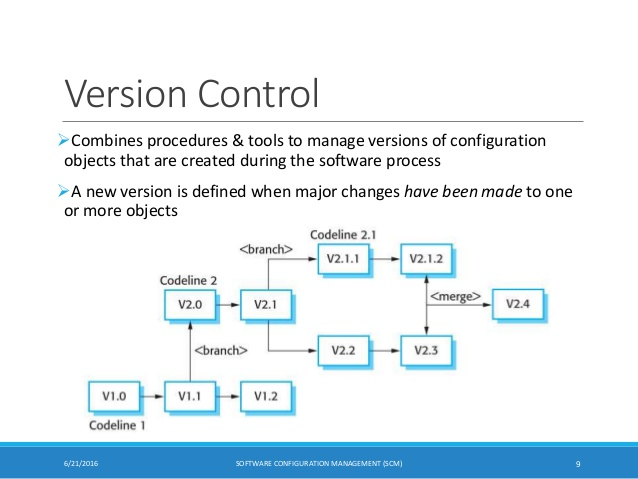 Version Control
➢Combines procedures & tools to manage versions of configuration
objects that are created during the software process
➢A new version is defined when major changes have been made to one
or more objects
Codeline 2.1
<branch>
V2.1.1
V2.1.2
Codeline 2
V2.0
V2.1
<merge>
V2.4
<branch>
V2.2
V2.3
V1.0
V1.1
V1.2
Codeline 1
6/21/2016
SOFTWARE CONFIGURATION MANAGEMENT (SCM)
9